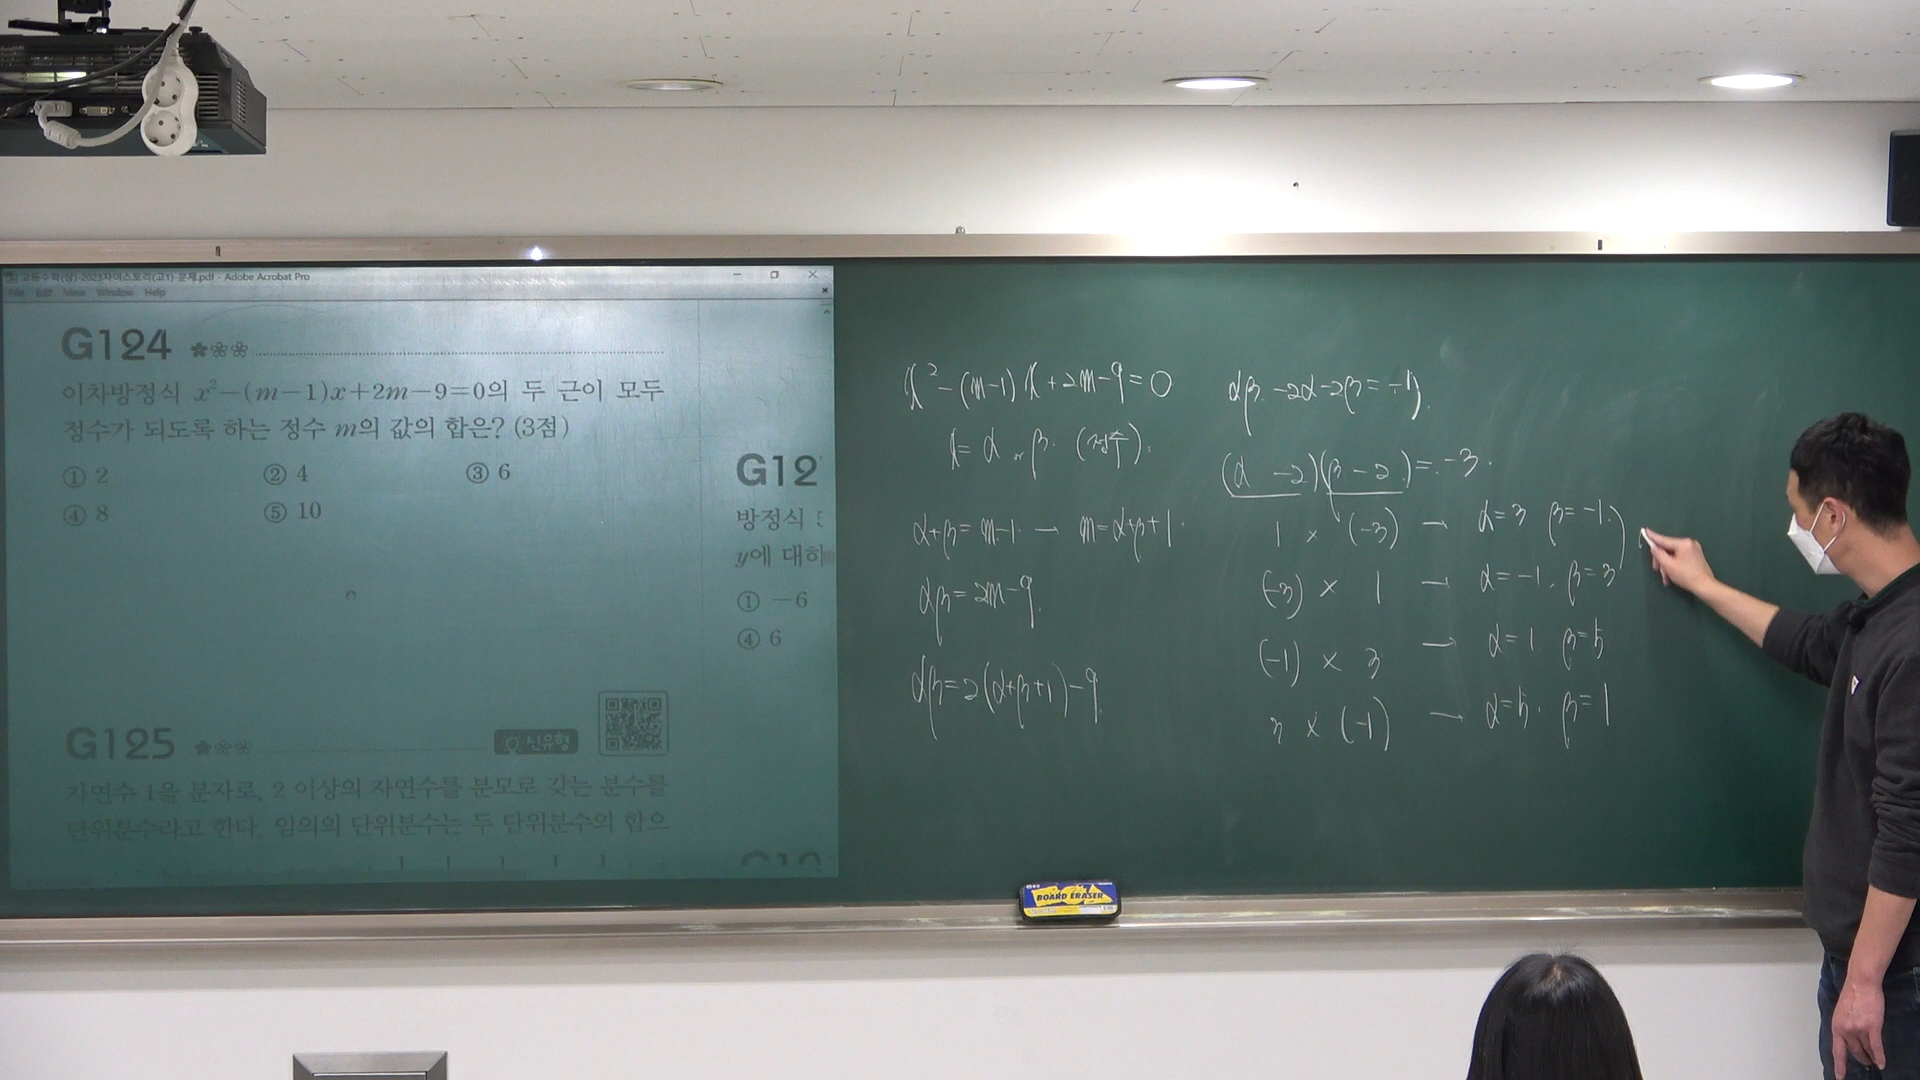 고등수학(상)-2023자이스토리(고1)-문제.pdf - Adobe Acrobat Pro
File Edit View Window Help
G124
이차방정식 x²-(m-1)x+2m-9=0의 두 근이 모두
정수가 되도록 하는 정수 m의 값의 합은? (3점)
① 2 ② 4 ③ 6
④ 8 ⑤ 10
G125 신유형
자연수 1을 분자로, 2 이상의 자연수를 분모로 갖는 분수를
단위분수라고 한다. 임의의 단위분수는 두 단위분수의 합으
G12
방정식
y에 대하
① -6
④ 6
x²-(m-1)x+2m-9=0
x=α or β (정수).
α+β=m-1 → m=α+β+1
αβ=2m-9
αβ=2(α+β+1)-9
αβ-2α-2β=-7
(α-2)(β-2)=-3
1 × (-3) → α=3 β=-1
(-3) × 1 → α=-1, β=3
(-1) × 3 → α=1 β=5
3 × (-1) → α=5. β=1
BOARD ERASER